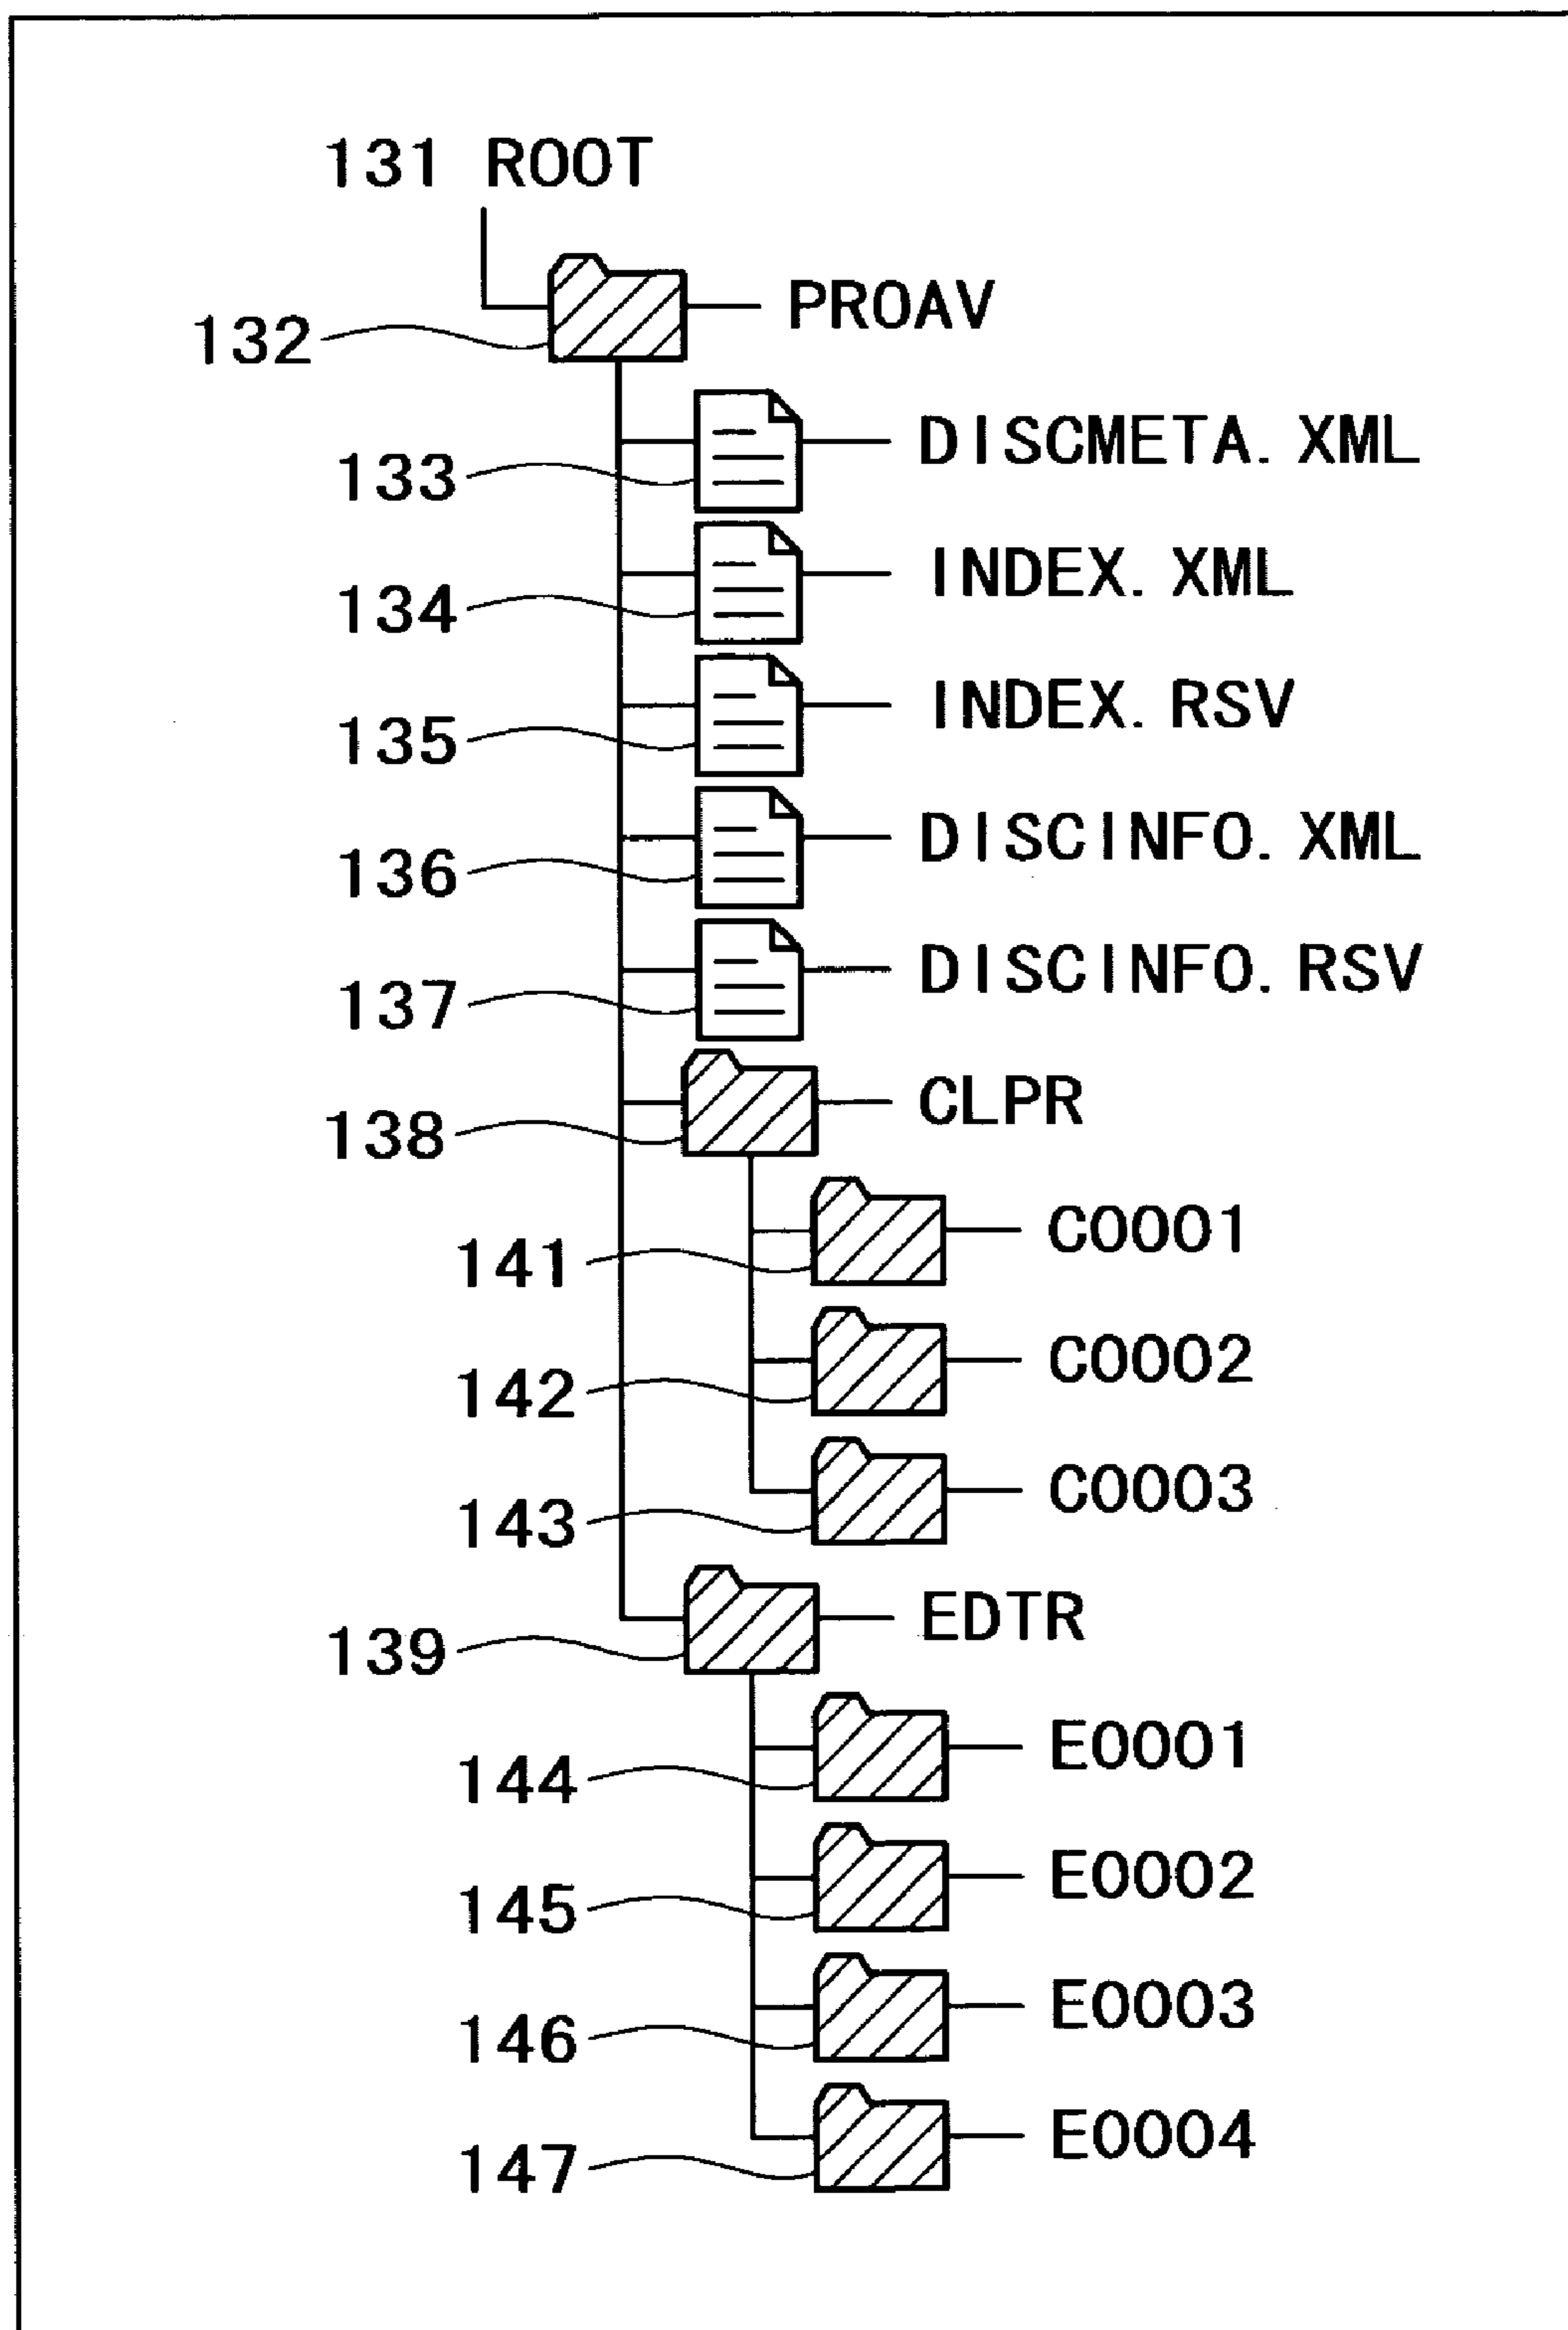 131 ROOT
PROAV
132
DISCMETA. XML
133
INDEX. XML
134
INDEX. RSV
135
DISCINFO. XML
136
DISCINFO. RSV
137
CLPR
138
C0001
141
C0002
142
C0003
143
EDTR
139
E0001
144
E0002
145
E0003
146
E0004
147